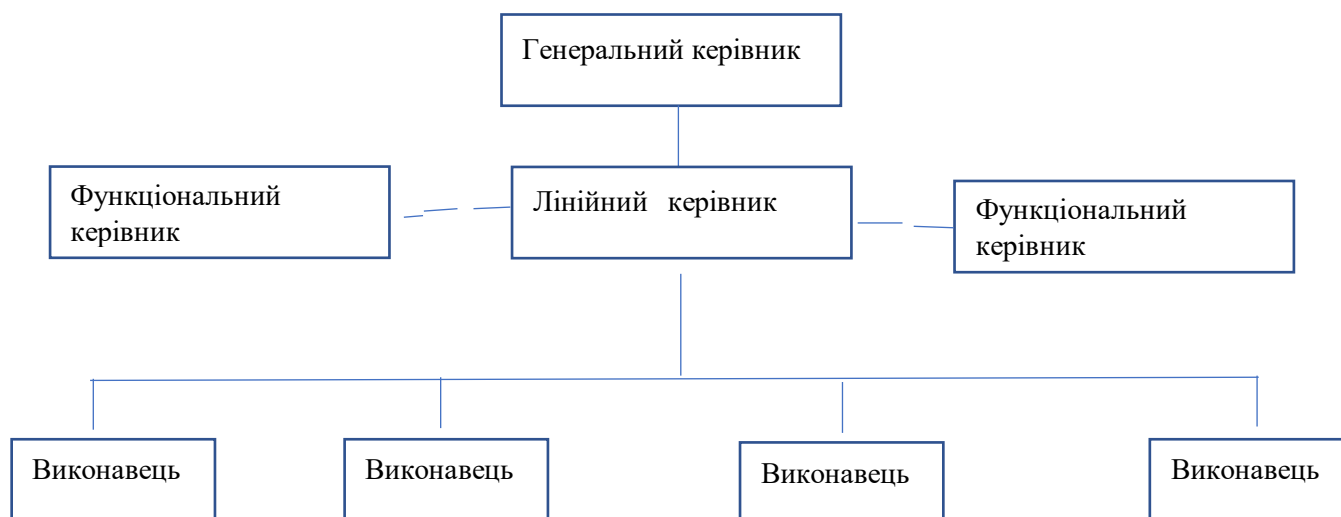 Генеральний керівник
Функціональний
керівник
Лінійний керівник
Функціональний
керівник
Виконавець
Виконавець
Виконавець
Виконавець